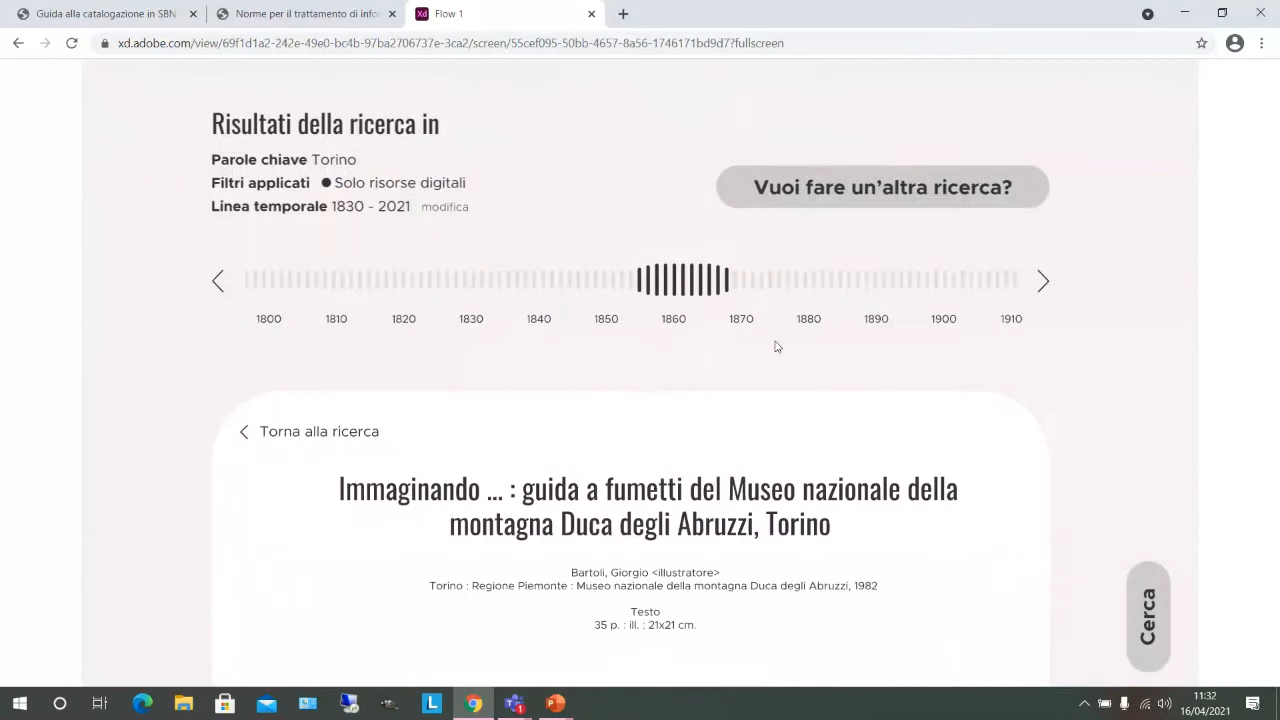 Guida alla catalogazione in SBN
Norme per il trattamento di info
Flow 1
xd.adobe.com/view/69f1d1a2-242e-49e0-bc4b-97ba2706737e-3ca2/screen/55cef095-50bb-4657-8a56-1746171bd9d7?fullscreen
Risultati della ricerca in
Parole chiave Torino
Filtri applicati ● Solo risorse digitali
Linea temporale 1830 - 2021 modifica
Vuoi fare un'altra ricerca?
1800 1810 1820 1830 1840 1850 1860 1870 1880 1890 1900 1910
Torna alla ricerca
Immaginando ... : guida a fumetti del Museo nazionale della
montagna Duca degli Abruzzi, Torino
Bartoli, Giorgio <illustratore>
Torino : Regione Piemonte : Museo nazionale della montagna Duca degli Abruzzi, 1982
Testo
35 p. : ill. ; 21x21 cm.
Cerca
11:32
16/04/2021